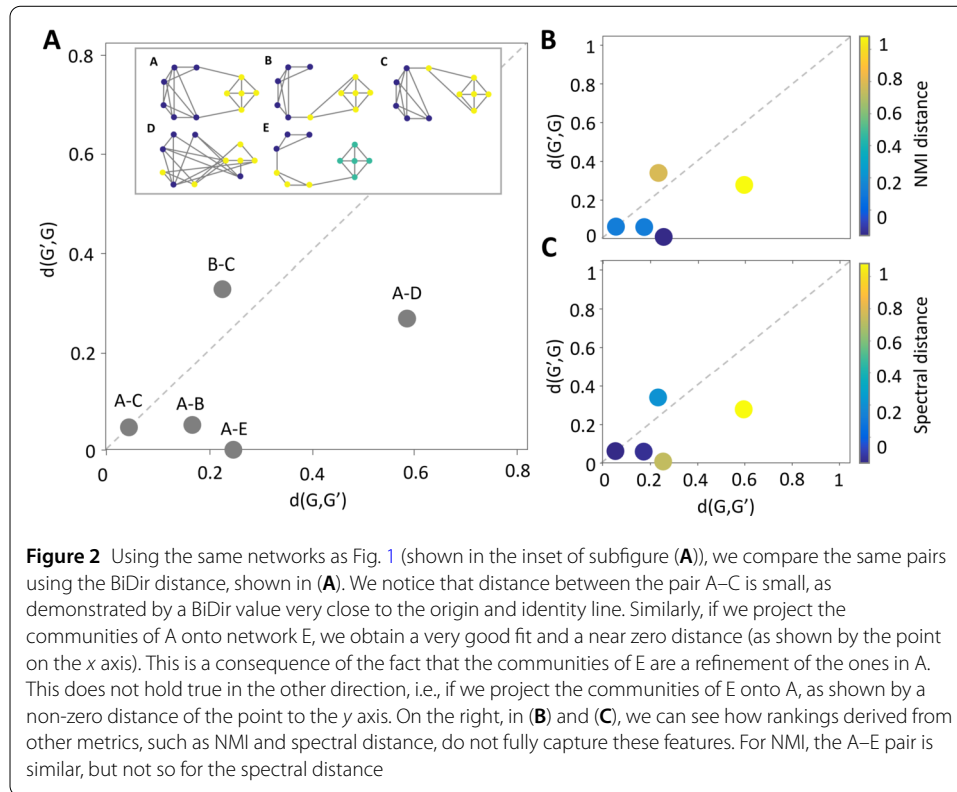 A
0.8
0.6
0.4
0.2
0
d(G',G)
A
B
C
D
E
B-C
A-D
A-C
A-B
A-E
0
0.2
0.4
0.6
0.8
d(G,G')
B
1
0.8
0.6
0.4
0.2
0
d(G',G)
1
0.8
0.6
0.4
0.2
0
NMI distance
C
1
0.8
0.6
0.4
0.2
0
d(G',G)
0
0.2
0.4
0.6
0.8
1
d(G,G')
1
0.8
0.6
0.4
0.2
0
Spectral distance
Figure 2 Using the same networks as Fig. 1 (shown in the inset of subfigure (A)), we compare the same pairs
using the BiDir distance, shown in (A). We notice that distance between the pair A–C is small, as
demonstrated by a BiDir value very close to the origin and identity line. Similarly, if we project the
communities of A onto network E, we obtain a very good fit and a near zero distance (as shown by the point
on the x axis). This is a consequence of the fact that the communities of E are a refinement of the ones in A.
This does not hold true in the other direction, i.e., if we project the communities of E onto A, as shown by a
non-zero distance of the point to the y axis. On the right, in (B) and (C), we can see how rankings derived from
other metrics, such as NMI and spectral distance, do not fully capture these features. For NMI, the A–E pair is
similar, but not so for the spectral distance